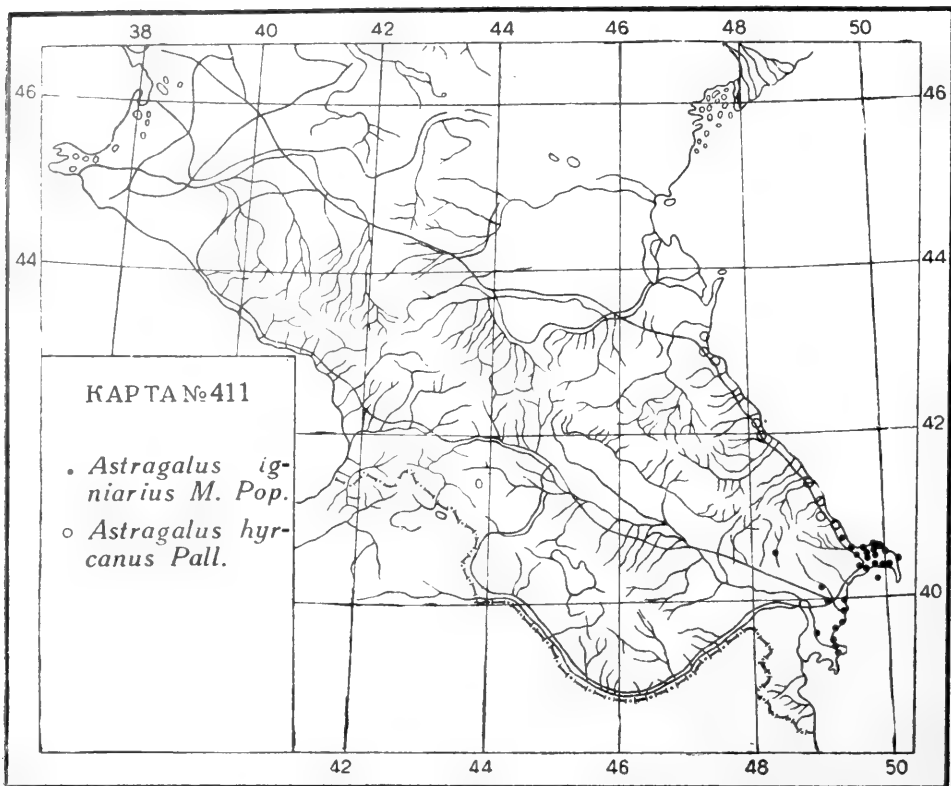 38 40 42 44 46 48 50
46 46
44 44
КАРТА №411
42
• Astragalus ig-
niarius M. Pop.
○ Astragalus hyr-
canus Pall.
40
42 44 46 48 50